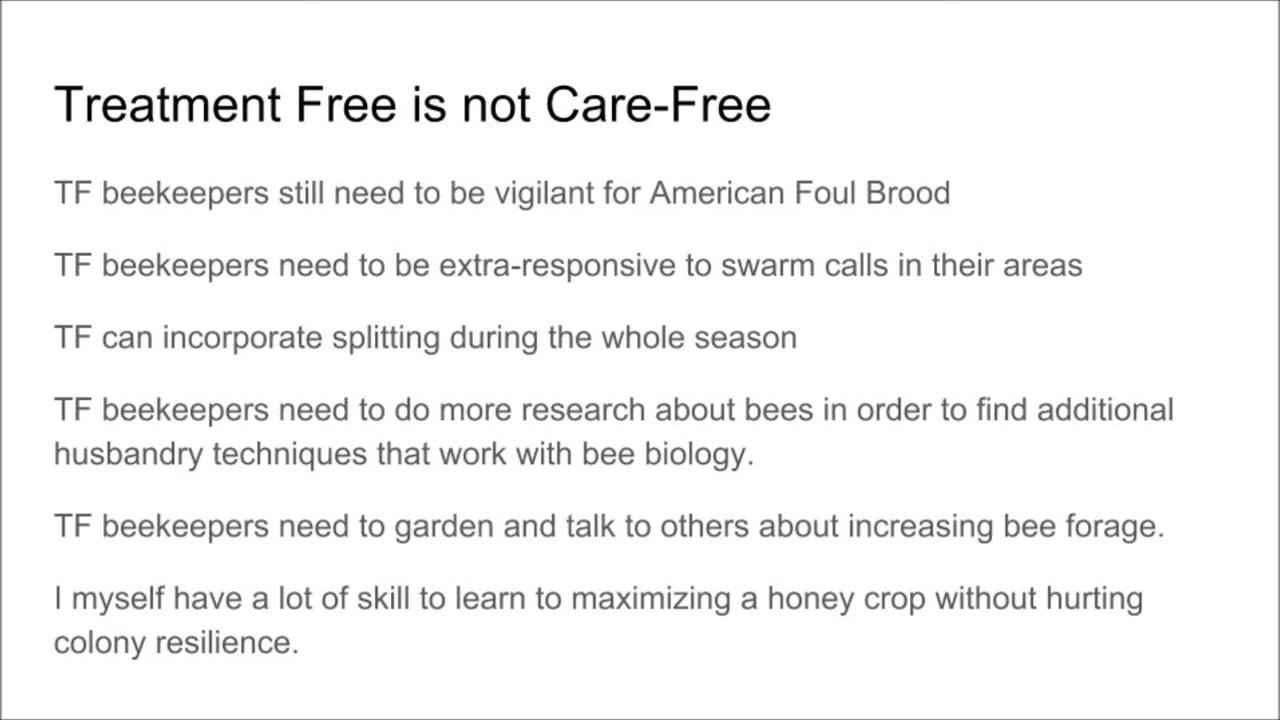 Treatment Free is not Care-Free
TF beekeepers still need to be vigilant for American Foul Brood
TF beekeepers need to be extra-responsive to swarm calls in their areas
TF can incorporate splitting during the whole season
TF beekeepers need to do more research about bees in order to find additional
husbandry techniques that work with bee biology.
TF beekeepers need to garden and talk to others about increasing bee forage.
I myself have a lot of skill to learn to maximizing a honey crop without hurting
colony resilience.